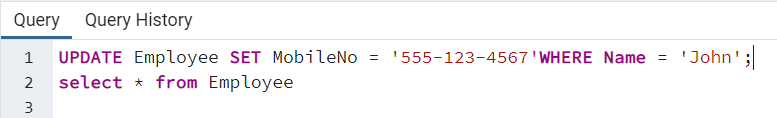 Query Query History
1 UPDATE Employee SET MobileNo = '555-123-4567'WHERE Name = 'John';
2 select * from Employee
3